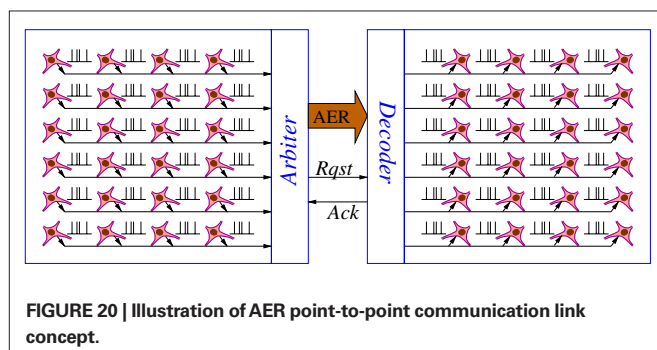 Arbiter
AER
Rqst
Ack
Decoder
FIGURE 20 | Illustration of AER point-to-point communication link
concept.